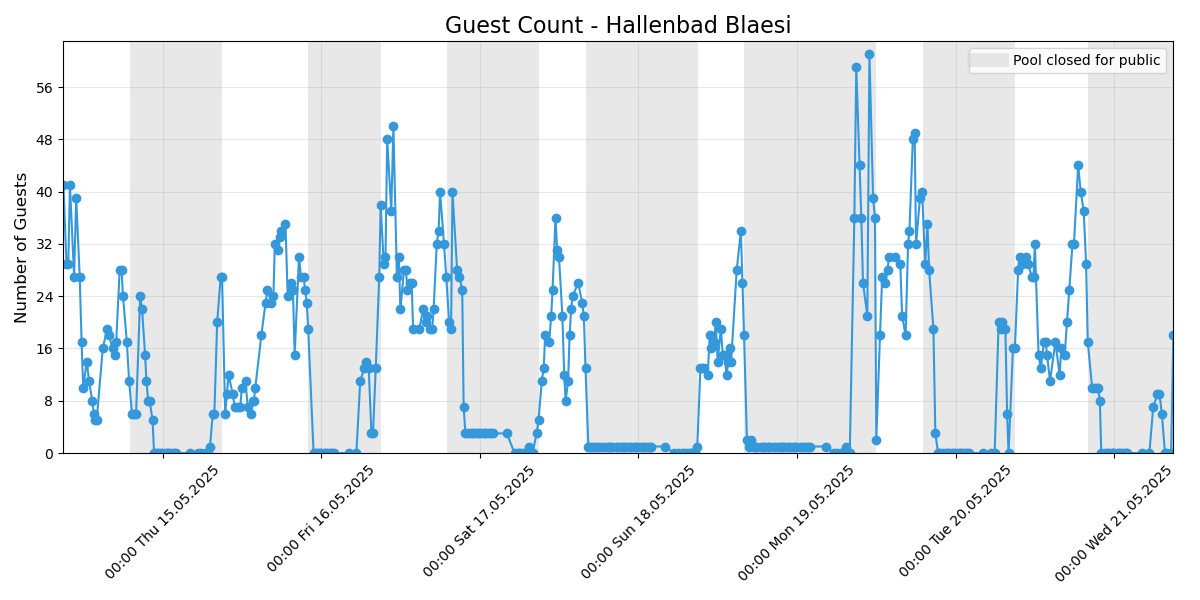 Guest Count - Hallenbad Blaesi
Pool closed for public
Number of Guests
56
48
40
32
24
16
8
0
00:00 Thu 15.05.2025
00:00 Fri 16.05.2025
00:00 Sat 17.05.2025
00:00 Sun 18.05.2025
00:00 Mon 19.05.2025
00:00 Tue 20.05.2025
00:00 Wed 21.05.2025